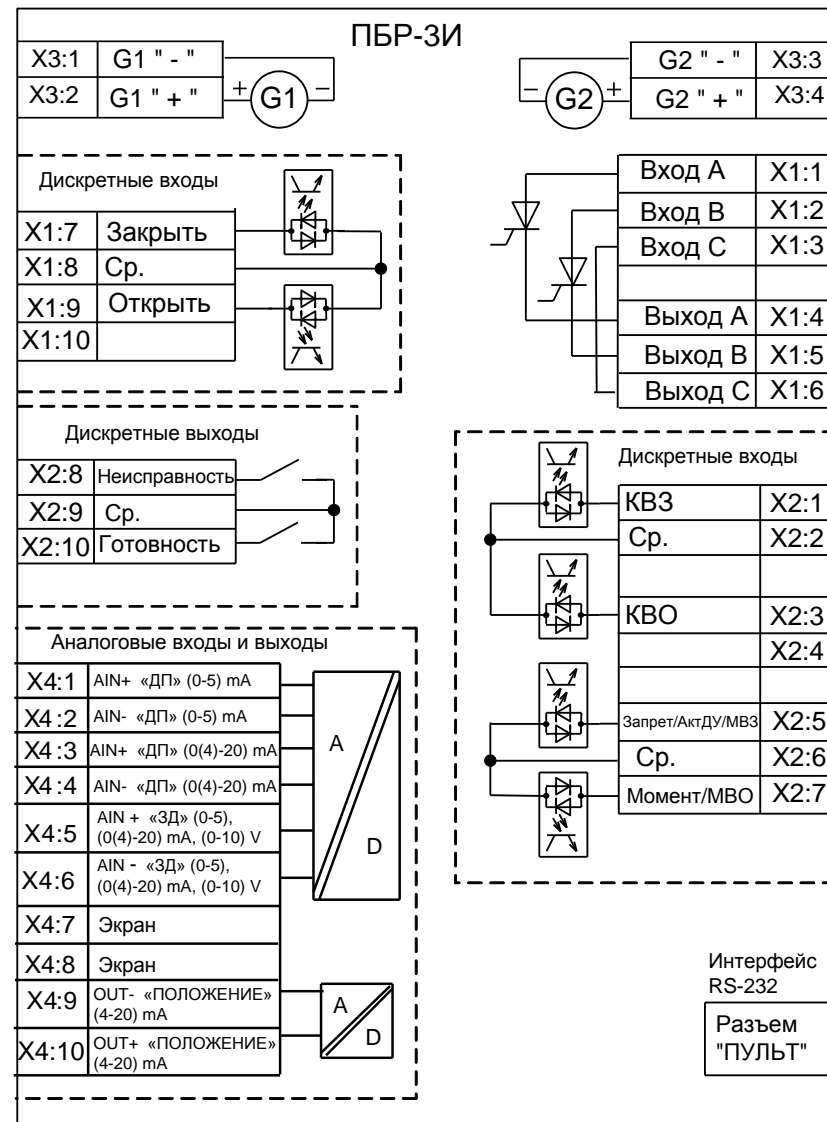 ПБР-3И
X3:1 G1 " - "
X3:2 G1 " + "
+ G1 −
− G2 +
G2 " - " X3:3
G2 " + " X3:4
Дискретные входы
X1:7 Закрыть
X1:8 Ср.
X1:9 Открыть
X1:10
Вход А X1:1
Вход В X1:2
Вход С X1:3
Выход А X1:4
Выход В X1:5
Выход С X1:6
Дискретные выходы
X2:8 Неисправность
X2:9 Ср.
X2:10 Готовность
Дискретные входы
КВЗ X2:1
Ср. X2:2
КВО X2:3
X2:4
Запрет/АктДУ/МВЗ X2:5
Ср. X2:6
Момент/МВО X2:7
Аналоговые входы и выходы
X4:1 AIN+ «ДП» (0-5) mA
X4:2 AIN- «ДП» (0-5) mA
X4:3 AIN+ «ДП» (0(4)-20) mA
X4:4 AIN- «ДП» (0(4)-20) mA
X4:5 AIN + «ЗД» (0-5),
(0(4)-20) mA, (0-10) V
X4:6 AIN - «ЗД» (0-5),
(0(4)-20) mA, (0-10) V
A
D
X4:7 Экран
X4:8 Экран
X4:9 OUT- «ПОЛОЖЕНИЕ»
(4-20) mA
X4:10 OUT+ «ПОЛОЖЕНИЕ»
(4-20) mA
A
D
Интерфейс
RS-232
Разъем
"ПУЛЬТ"